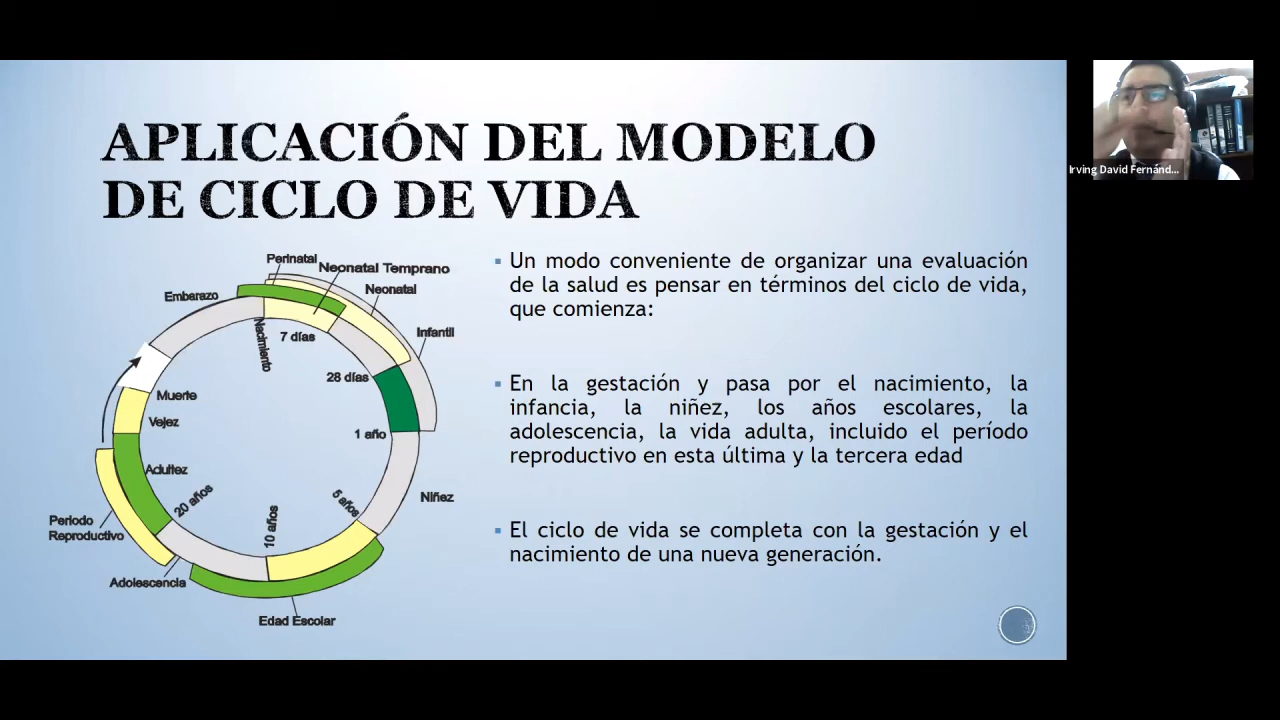 APLICACIÓN DEL MODELO
DE CICLO DE VIDA
Irving David Fernánd...
Perinatal
Neonatal Temprano
Neonatal
Embarazo
Infantil
Nacimiento
7 días
28 días
Muerte
Vejez
1 año
Adultez
20 años
5 años
10 años
Niñez
Periodo
Reproductivo
Adolescencia
Edad Escolar
Un modo conveniente de organizar una evaluación
de la salud es pensar en términos del ciclo de vida,
que comienza:
En la gestación y pasa por el nacimiento, la
infancia, la niñez, los años escolares, la
adolescencia, la vida adulta, incluido el período
reproductivo en esta última y la tercera edad
El ciclo de vida se completa con la gestación y el
nacimiento de una nueva generación.